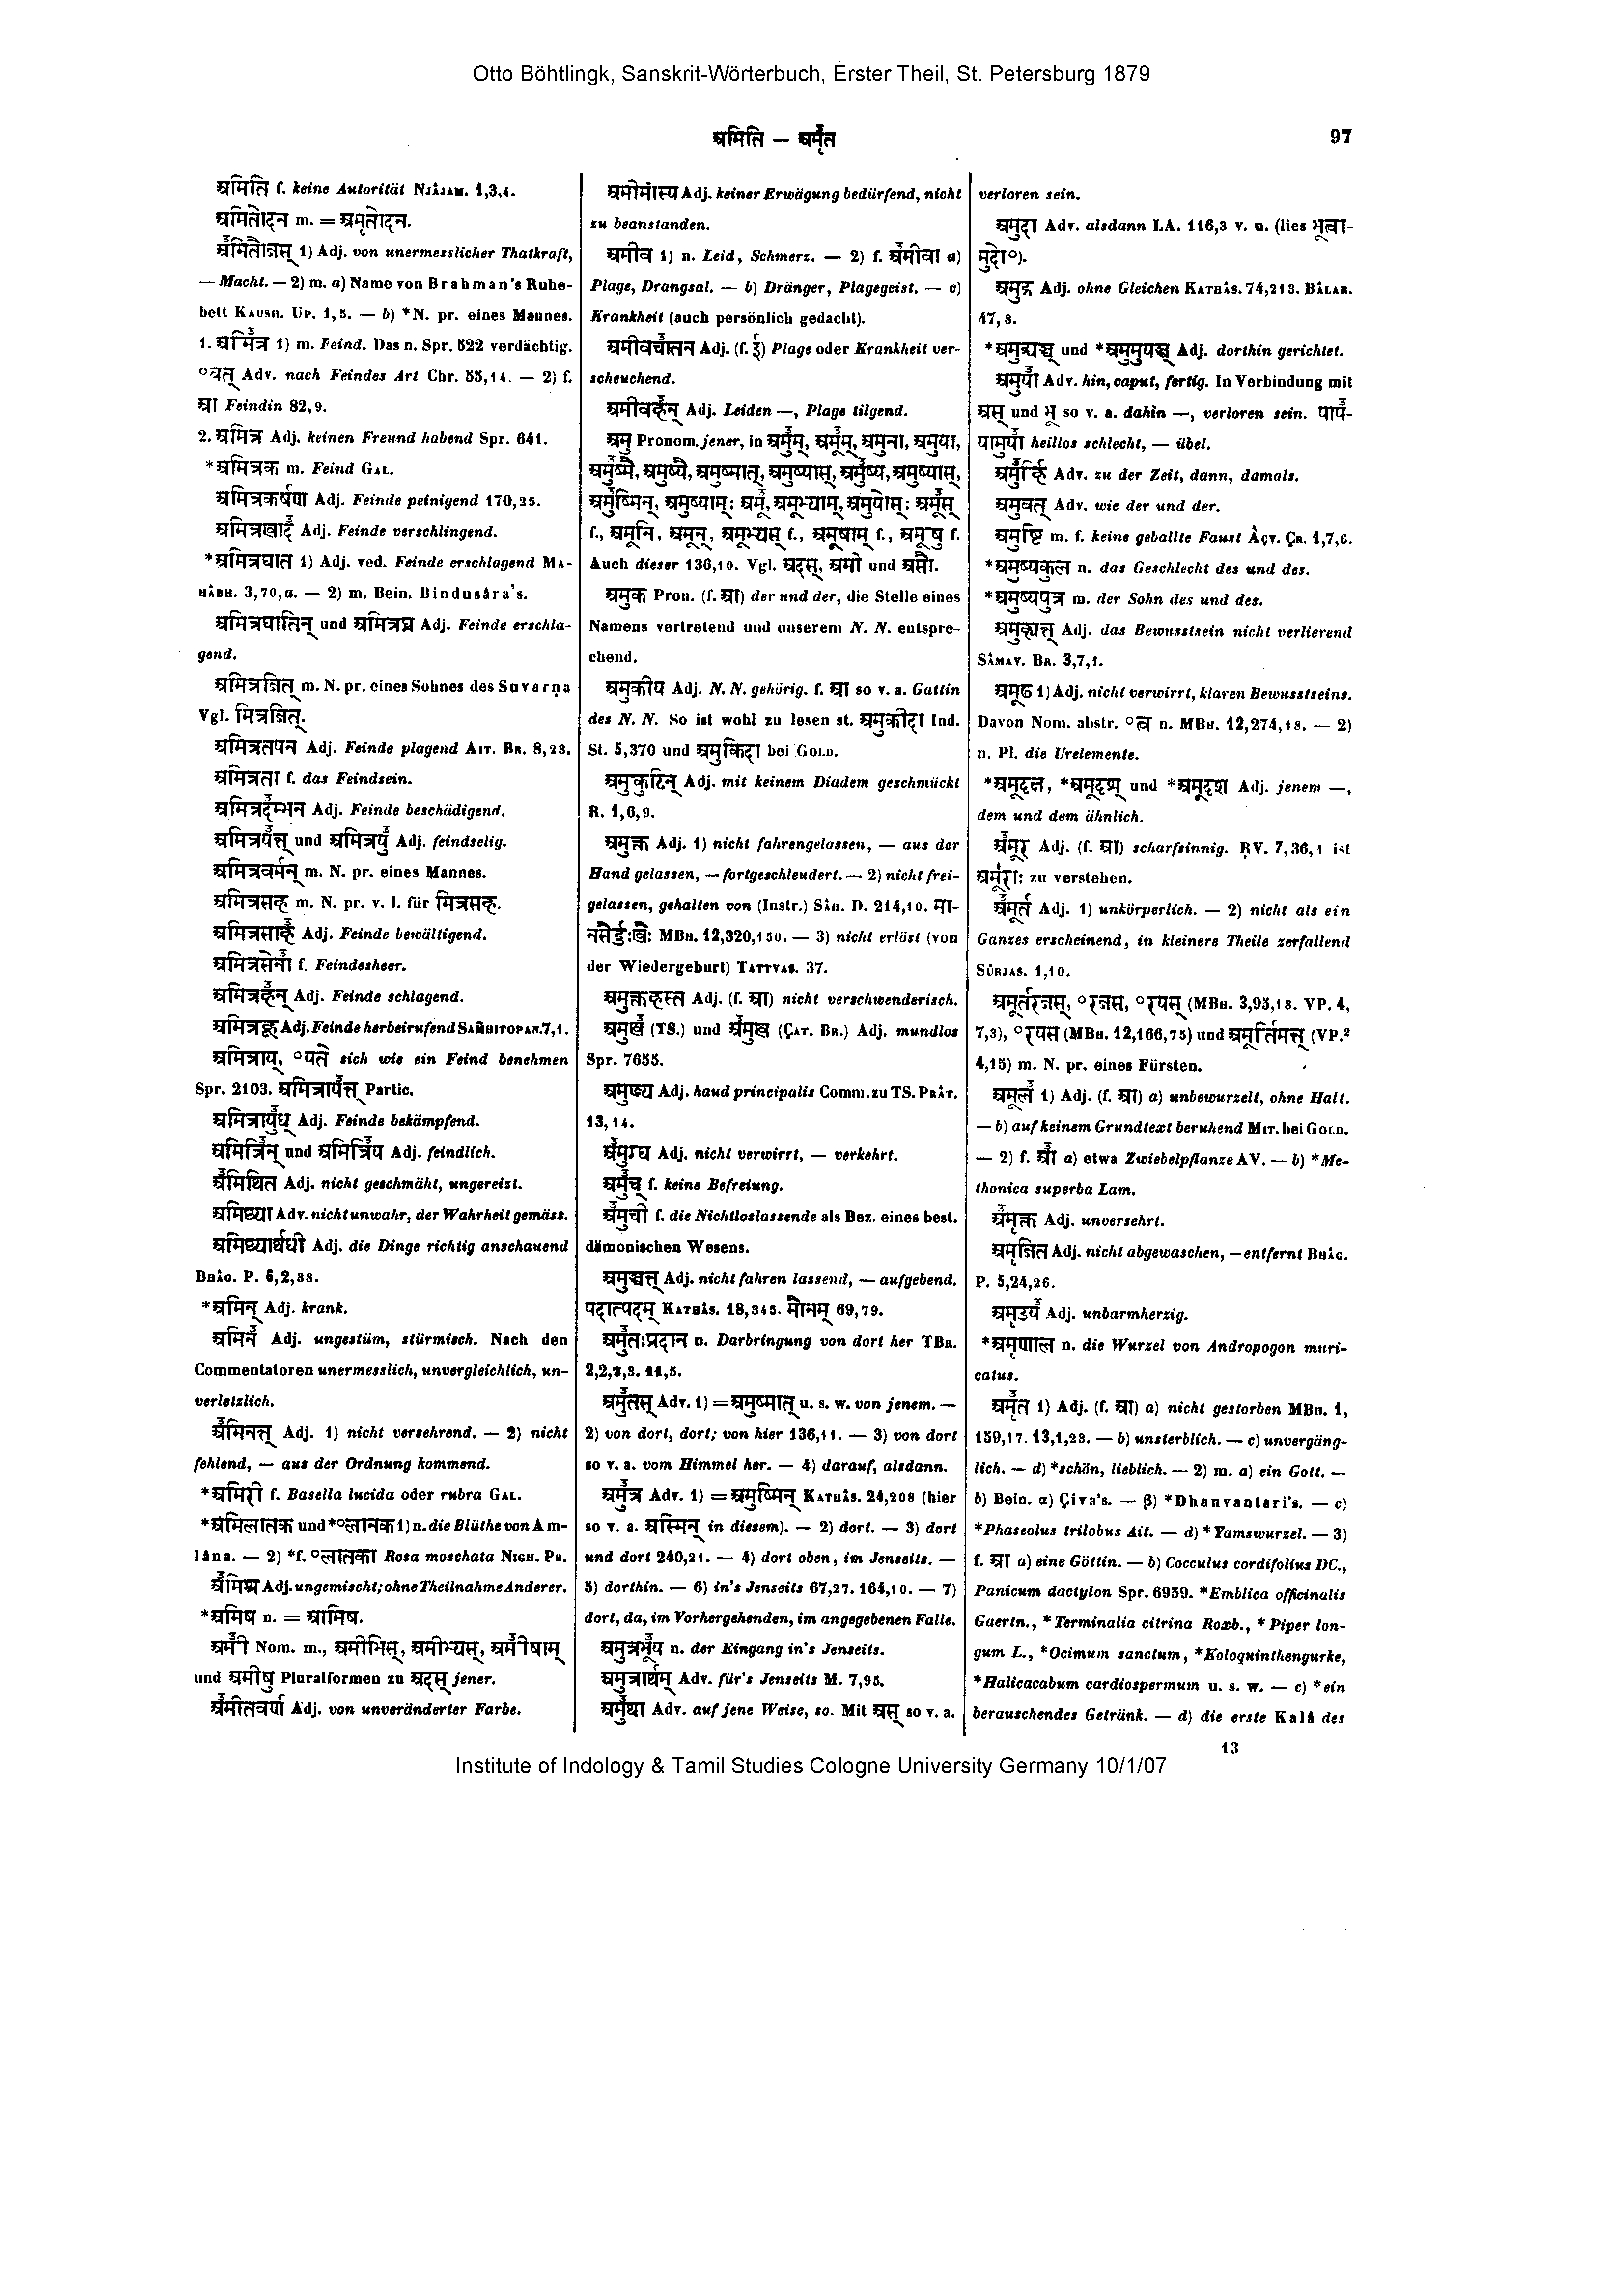 Otto Böhtlingk, Sanskrit-Wörterbuch, Erster Theil, St. Petersburg 1879
अमिति — अमृत
97
अमिति f. keine Autorität Njâjam. 1,3,4.
अमितोदन m. = अमृतोदन.
अमितौजस् 1) Adj. von unermesslicher Thatkraft,
— Macht. — 2) m. a) Name von Brahman's Ruhe-
bett Kaush. Up. 1,5. — b) *N. pr. eines Mannes.
1. अमित्र 1) m. Feind. Das n. Spr. 522 verdächtig.
°वत् Adv. nach Feindes Art Chr. 55,14. — 2) f.
आ Feindin 82,9.
2. अमित्र Adj. keinen Freund habend Spr. 641.
*अमित्रक m. Feind Gal.
अमित्रकर्षण Adj. Feinde peinigend 170,25.
अमित्रखाद Adj. Feinde verschlingend.
*अमित्रघात 1) Adj. ved. Feinde erschlagend Ma-
hâbh. 3,70,a. — 2) m. Bein. Bindusâra's.
अमित्रघातिन् und अमित्रघ्न Adj. Feinde erschla-
gend.
अमित्रजित् m. N. pr. eines Sohnes des Suvarṇa
Vgl. मित्रजित्.
अमित्रतपन Adj. Feinde plagend Ait. Br. 8,23.
अमित्रता f. das Feindsein.
अमित्रदम्भन Adj. Feinde beschädigend.
अमित्रयन्त् und अमित्रयु Adj. feindselig.
अमित्रवर्मन् m. N. pr. eines Mannes.
अमित्रसह m. N. pr. v. l. für मित्रसह.
अमित्रसाह Adj. Feinde bewältigend.
अमित्रसेना f. Feindesheer.
अमित्रहन् Adj. Feinde schlagend.
अमित्रहू Adj. Feinde herbeirufend Saṁhitopan. 7,1.
अमित्राय्, °यते sich wie ein Feind benehmen
Spr. 2103. अमित्रायन्त् Partic.
अमित्रायुध् Adj. Feinde bekämpfend.
अमित्रिन् und अमित्रिय Adj. feindlich.
अमिथित Adj. nicht geschmäht, ungereizt.
अमिथ्या Adv. nicht unwahr, der Wahrheit gemäss.
अमिथ्यार्थधी Adj. die Dinge richtig anschauend
Bhâg. P. 6,2,38.
*अमिन् Adj. krank.
अमिन Adj. ungestüm, stürmisch. Nach den
Commentatoren unermesslich, unvergleichlich, un-
verletzlich.
अमिनन्त् Adj. 1) nicht versehrend. — 2) nicht
fehlend, — aus der Ordnung kommend.
*अमिरी f. Basella lucida oder rubra Gal.
*अमिलातक und *°लानक 1) n. die Blüthe von Am-
lâna. — 2) *f. °लातका Rosa moschata Nigh. Pr.
अमिश्र Adj. ungemischt; ohne Theilnahme Anderer.
*अमिष n. = आमिष.
अमी Nom. m., अमीभिस्, अमीभ्यस्, अमीषाम्
und अमीषु Pluralformen zu अदस् jener.
अमीतवर्ण Adj. von unveränderter Farbe.
अमीमांस्य Adj. keiner Erwägung bedürfend, nicht
zu beanstanden.
अमीव 1) n. Leid, Schmerz. — 2) f. अमीवा a)
Plage, Drangsal. — b) Dränger, Plagegeist. — c)
Krankheit (auch persönlich gedacht).
अमीवचातन Adj. (f. ई) Plage oder Krankheit ver-
scheuchend.
अमीवहन् Adj. Leiden —, Plage tilgend.
अमु Pronom. jener, in अमुम्, अमूम्, अमुना, अमुया,
अमुष्मै, अमुष्यै, अमुष्मात्, अमुष्यास्, अमुष्य, अमुष्यास्,
अमुष्मिन्, अमुष्याम्; अमू, अमूभ्याम्, अमुयोस्; अमूस्
f., अमूनि, अमून्, अमूभ्यस् f., अमूषाम् f., अमूषु f.
Auch dieser 136,10. Vgl. अदस्, अमी und असौ.
अमुक Pron. (f. आ) der und der, die Stelle eines
Namens vertretend und unserem N. N. entspre-
chend.
अमुकीय Adj. N. N. gehörig. f. आ so v. a. Gattin
des N. N. So ist wohl zu lesen st. अमुकीदा Ind.
St. 5,370 und अमुकिदा bei Gold.
अमुकुटिन् Adj. mit keinem Diadem geschmückt
R. 1,6,9.
अमुक्त Adj. 1) nicht fahrengelassen, — aus der
Hand gelassen, — fortgeschleudert. — 2) nicht frei-
gelassen, gehalten von (Instr.) Sâh. D. 214,10. मा-
नसैर्दुःखैः MBh. 12,320,150. — 3) nicht erlöst (von
der Wiedergeburt) Tattvas. 37.
अमुक्तहस्त Adj. (f. आ) nicht verschwenderisch.
अमुख (TS.) und अमुख (Çat. Br.) Adj. mundlos
Spr. 7655.
अमुख्य Adj. haud principalis Comm. zu TS. Prât.
13,14.
अमुग्ध Adj. nicht verwirrt, — verkehrt.
अमुच् f. keine Befreiung.
अमुची f. die Nichtloslassende als Bez. eines best.
dämonischen Wesens.
अमुञ्चन्त् Adj. nicht fahren lassend, — aufgebend.
पदात्पदम् Kathâs. 18,345. मौनम् 69,79.
अमुतःप्रदान n. Darbringung von dort her TBr.
2,2,7,3. 11,5.
अमुतस् Adv. 1) = अमुष्मात् u. s. w. von jenem. —
2) von dort, dort; von hier 136,11. — 3) von dort
so v. a. vom Himmel her. — 4) darauf, alsdann.
अमुत्र Adv. 1) = अमुष्मिन् Kathâs. 24,208 (hier
so v. a. अस्मिन् in diesem). — 2) dort. — 3) dort
und dort 240,21. — 4) dort oben, im Jenseits. —
5) dorthin. — 6) in's Jenseits 67,27. 164,10. — 7)
dort, da, im Vorhergehenden, im angegebenen Falle.
अमुत्रभूय n. der Eingang in's Jenseits.
अमुत्रार्थम् Adv. für's Jenseits M. 7,95.
अमुथा Adv. auf jene Weise, so. Mit अस् so v. a.
verloren sein.
अमुदा Adv. alsdann LA. 116,3 v. u. (lies भूत्वा-
मुदो°).
अमुद्र Adj. ohne Gleichen Kathâs. 74,213. Bâlar.
47,8.
*अमुद्र्यञ्च् und *अमुमुयञ्च् Adj. dorthin gerichtet.
अमुया Adv. hin, caput, fertig. In Verbindung mit
अस् und भू so v. a. dahin —, verloren sein. पाप-
यामुया heillos schlecht, — übel.
अमुर्हि Adv. zu der Zeit, dann, damals.
अमुवत् Adv. wie der und der.
अमुष्टि m. f. keine geballte Faust Âçv. Çr. 1,7,6.
*अमुष्यकुल n. das Geschlecht des und des.
*अमुष्यपुत्र m. der Sohn des und des.
अमुह्यन्त् Adj. das Bewusstsein nicht verlierend
Sâmav. Br. 3,7,1.
अमूढ 1) Adj. nicht verwirrt, klaren Bewusstseins.
Davon Nom. abstr. °त्व n. MBh. 12,274,18. — 2)
n. Pl. die Urelemente.
*अमूदृक्ष, *अमूदृश् und *अमूदृश Adj. jenem —,
dem und dem ähnlich.
अमूर Adj. (f. आ) scharfsinnig. ṚV. 7,36,1 ist
अमूराः zu verstehen.
अमूर्त Adj. 1) unkörperlich. — 2) nicht als ein
Ganzes erscheinend, in kleinere Theile zerfallend
Sûrjas. 1,10.
अमूर्तरजस्, °रजस, °रयस् (MBh. 3,95,18. VP. 4,
7,3), °रयस (MBh. 12,166,75) und अमूर्तिमन्त् (VP.² 
4,15) m. N. pr. eines Fürsten.
अमूल 1) Adj. (f. आ) a) unbewurzelt, ohne Halt.
— b) auf keinem Grundtext beruhend Mit. bei Gold.
— 2) f. आ a) etwa Zwiebelpflanze AV. — b) *Me-
thonica superba Lam.
अमृक्त Adj. unversehrt.
अमृजित Adj. nicht abgewaschen, — entfernt Bhâg.
P. 5,24,26.
अमृडय Adj. unbarmherzig.
*अमृणाल n. die Wurzel von Andropogon muri-
catus.
अमृत 1) Adj. (f. आ) a) nicht gestorben MBh. 1,
159,17. 13,1,23. — b) unsterblich. — c) unvergäng-
lich. — d) *schön, lieblich. — 2) m. a) ein Gott. —
b) Bein. α) Çiva's. — β) *Dhanvantari's. — c)
*Phaseolus trilobus Ait. — d) *Yamswurzel. — 3)
f. आ a) eine Göttin. — b) Cocculus cordifolius DC.,
Panicum dactylon Spr. 6959. *Emblica officinalis
Gaertn., *Terminalia citrina Roxb., *Piper lon-
gum L., *Ocimum sanctum, *Koloquinthengurke,
*Halicacabum cardiospermum u. s. w. — c) *ein
berauschendes Getränk. — d) die erste Kalâ des
13
Institute of Indology & Tamil Studies Cologne University Germany 10/1/07